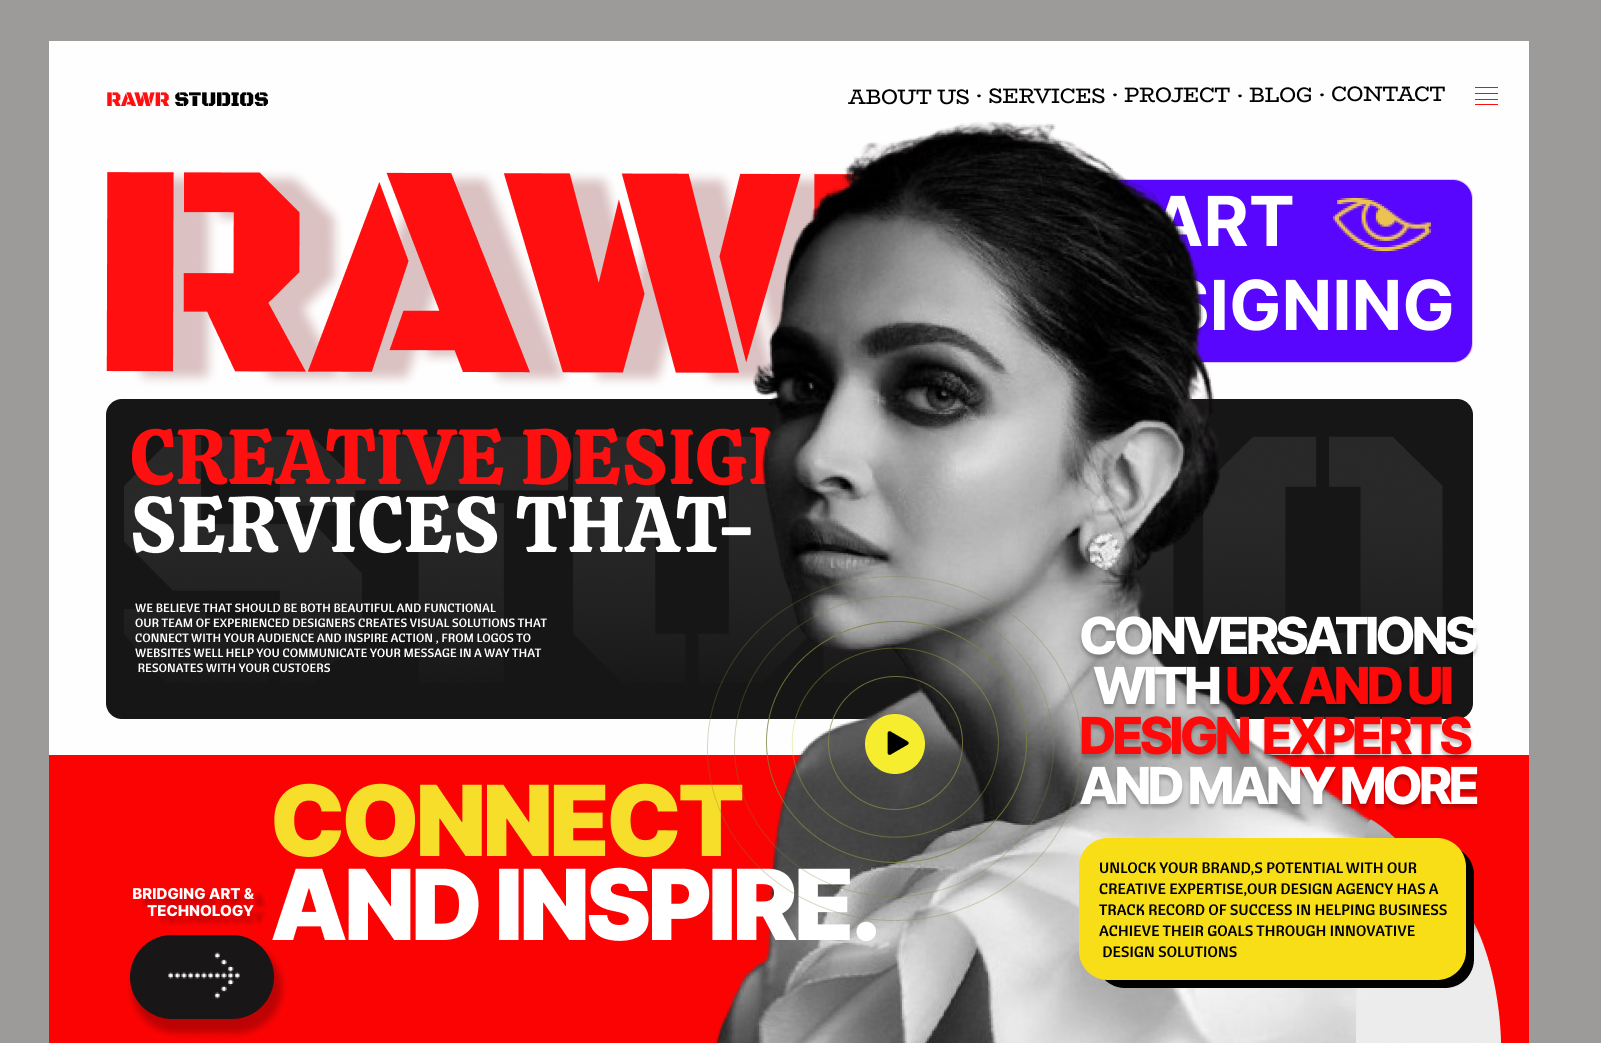 RAWR STUDIOS
ABOUT US · SERVICES · PROJECT · BLOG · CONTACT
RAW
ART
SIGNING
CREATIVE DESIGN
SERVICES THAT-
WE BELIEVE THAT SHOULD BE BOTH BEAUTIFUL AND FUNCTIONAL
OUR TEAM OF EXPERIENCED DESIGNERS CREATES VISUAL SOLUTIONS THAT
CONNECT WITH YOUR AUDIENCE AND INSPIRE ACTION , FROM LOGOS TO
WEBSITES WELL HELP YOU COMMUNICATE YOUR MESSAGE IN A WAY THAT
RESONATES WITH YOUR CUSTOERS
CONVERSATIONS
WITH UX AND UI
DESIGN EXPERTS
AND MANY MORE
CONNECT
AND INSPIRE.
BRIDGING ART &
TECHNOLOGY
UNLOCK YOUR BRAND,S POTENTIAL WITH OUR
CREATIVE EXPERTISE,OUR DESIGN AGENCY HAS A
TRACK RECORD OF SUCCESS IN HELPING BUSINESS
ACHIEVE THEIR GOALS THROUGH INNOVATIVE
DESIGN SOLUTIONS